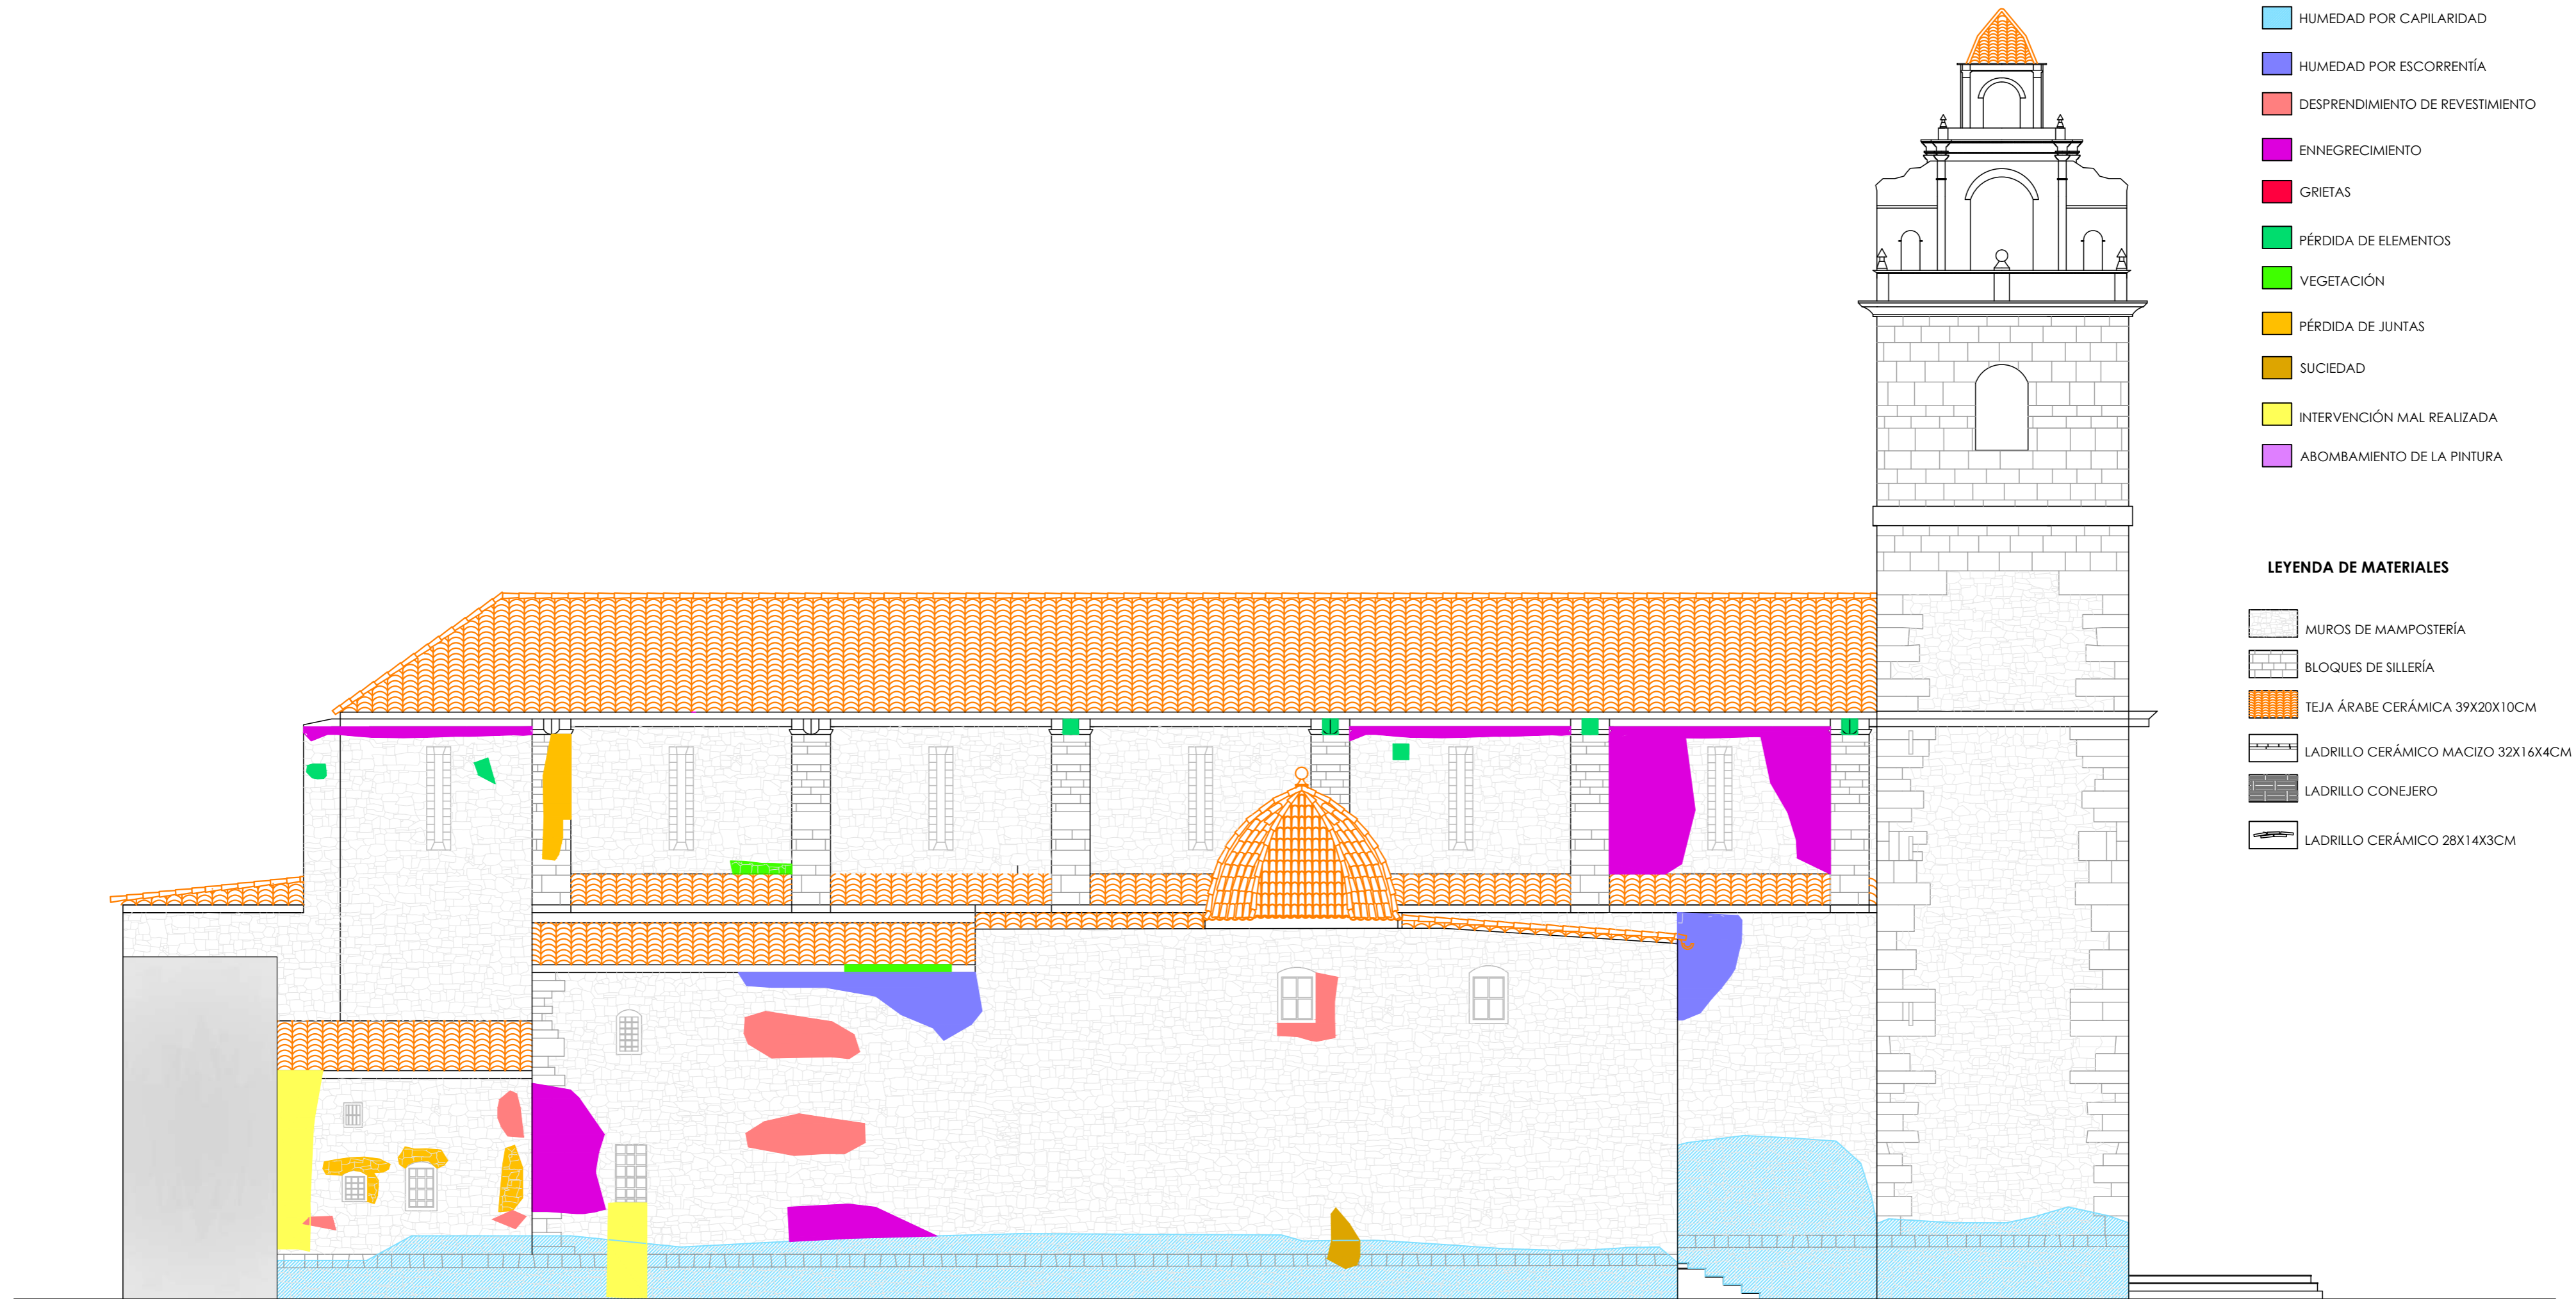 HUMEDAD POR CAPILARIDAD
HUMEDAD POR ESCORRENTÍA
DESPRENDIMIENTO DE REVESTIMIENTO
ENNEGRECIMIENTO
GRIETAS
PÉRDIDA DE ELEMENTOS
VEGETACIÓN
PÉRDIDA DE JUNTAS
SUCIEDAD
INTERVENCIÓN MAL REALIZADA
ABOMBAMIENTO DE LA PINTURA
LEYENDA DE MATERIALES
MUROS DE MAMPOSTERÍA
BLOQUES DE SILLERÍA
TEJA ÁRABE CERÁMICA 39X20X10CM
LADRILLO CERÁMICO MACIZO 32X16X4CM
LADRILLO CONEJERO
LADRILLO CERÁMICO 28X14X3CM